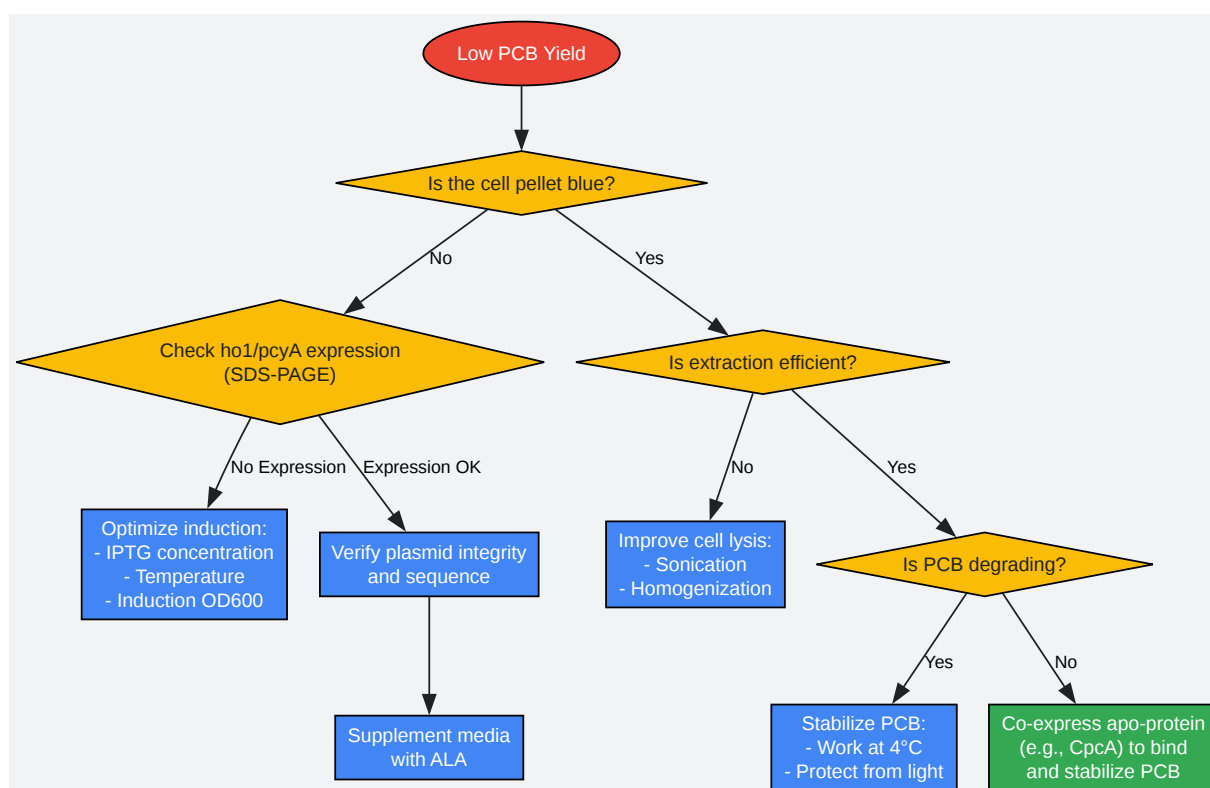 Low PCB Yield
Is the cell pellet blue?
No
Yes
Check ho1/pcyA expression
(SDS-PAGE)
Is extraction efficient?
No Expression
Expression OK
No
Yes
Optimize induction:
- IPTG concentration
- Temperature
- Induction OD600
Verify plasmid integrity
and sequence
Improve cell lysis:
- Sonication
- Homogenization
Is PCB degrading?
Yes
No
Supplement media
with ALA
Stabilize PCB:
- Work at 4°C
- Protect from light
Co-express apo-protein
(e.g., CpcA) to bind
and stabilize PCB